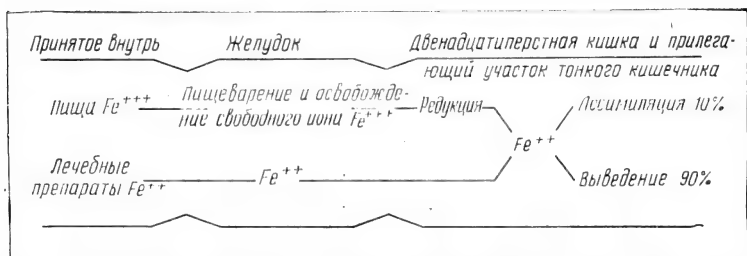 Принятое внутрь Желудок Двенадцатиперстная кишка и прилега-
ющий участок тонкого кишечника
Пища Fe+++ Пищеварение и освобожде- Редукция Ассимиляция 10%
ние свободного иона Fe+++
Fe++
Лечебные
препараты Fe++ Fe++ Выведение 90%